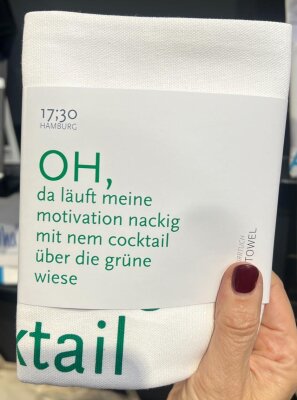 17;30
HAMBURG
OH,
da läuft meine
motivation nackig
mit nem cocktail
über die grüne
wiese
TOWEL
ktail